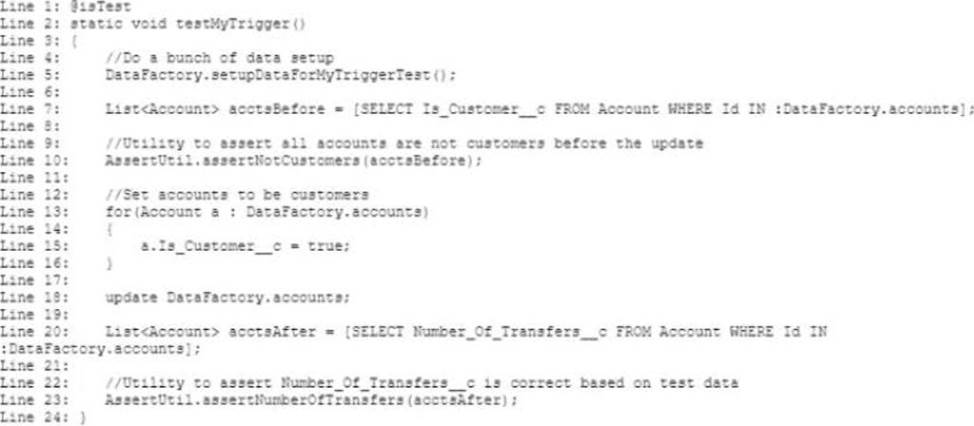 Line 1: @isTest
Line 2: static void testMyTrigger()
Line 3: {
Line 4: //Do a bunch of data setup
Line 5: DataFactory.setupDataForMyTriggerTest();
Line 6:
Line 7: List<Account> acctsBefore = [SELECT Is_Customer__c FROM Account WHERE Id IN :DataFactory.accounts];
Line 8:
Line 9: //Utility to assert all accounts are not customers before the update
Line 10: AssertUtil.assertNotCustomers(acctsBefore);
Line 11:
Line 12: //Set accounts to be customers
Line 13: for(Account a : DataFactory.accounts)
Line 14: {
Line 15: a.Is_Customer__c = true;
Line 16: }
Line 17:
Line 18: update DataFactory.accounts;
Line 19:
Line 20: List<Account> acctsAfter = [SELECT Number_Of_Transfers__c FROM Account WHERE Id IN
:DataFactory.accounts];
Line 21:
Line 22: //Utility to assert Number_Of_Transfers__c is correct based on test data
Line 23: AssertUtil.assertNumberOfTransfers(acctsAfter);
Line 24: }